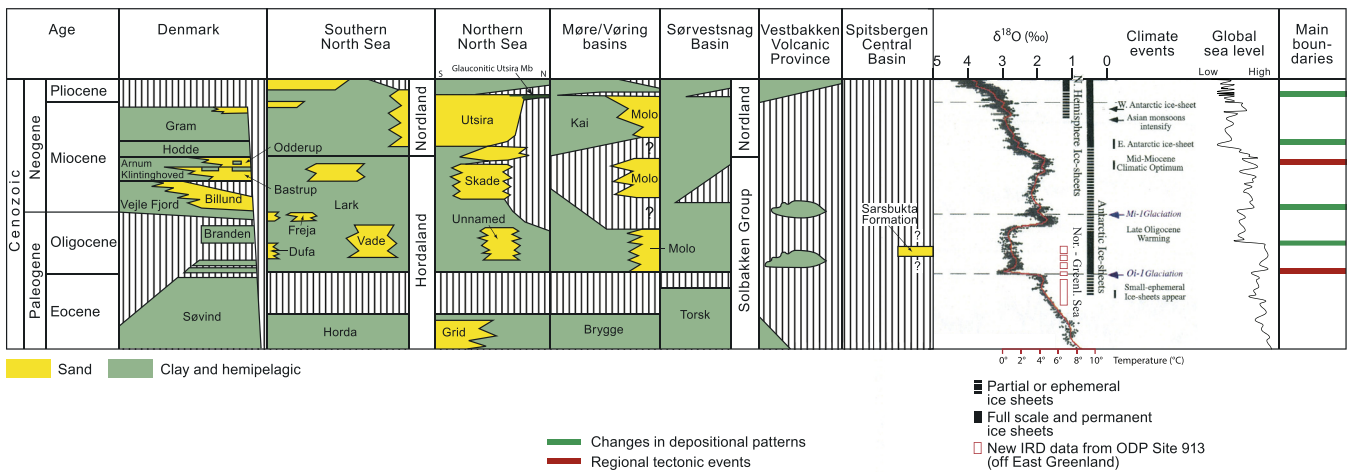 Age
Denmark
Southern
North Sea
Northern
North Sea
S
N
Glauconitic Utsira Mb
Møre/Vøring
basins
Sørvestsnag
Basin
Vestbakken
Volcanic
Province
Spitsbergen
Central
Basin
δ18O (‰)
5
4
3
2
1
0
Climate
events
Global
sea level
Low
High
Main
boun-
daries
Cenozoic
Neogene
Paleogene
Pliocene
Miocene
Oligocene
Eocene
Gram
Hodde
Odderup
Arnum
Klintinghoved
Bastrup
Billund
Vejle Fjord
Branden
Søvind
Lark
Freja
Dufa
Vade
Horda
Nordland
Hordaland
Utsira
Skade
Unnamed
Grid
Kai
Molo
?
Molo
?
Molo
Brygge
Torsk
Nordland
Solbakken Group
Sarsbukta
Formation
?
?
N. Hemisphere Ice-sheets
Antarctic Ice-sheets
Nor. - Greenl. Sea
W. Antarctic ice-sheet
Asian monsoons
intensify
E. Antarctic ice-sheet
Mid-Miocene
Climatic Optimum
Mi-1Glaciation
Late Oligocene
Warming
Oi-1Glaciation
Small-ephemeral
Ice-sheets appear
0° 2° 4° 6° 8° 10° Temperature (°C)
Sand
Clay and hemipelagic
Partial or ephemeral
ice sheets
Full scale and permanent
ice sheets
New IRD data from ODP Site 913
(off East Greenland)
Changes in depositional patterns
Regional tectonic events